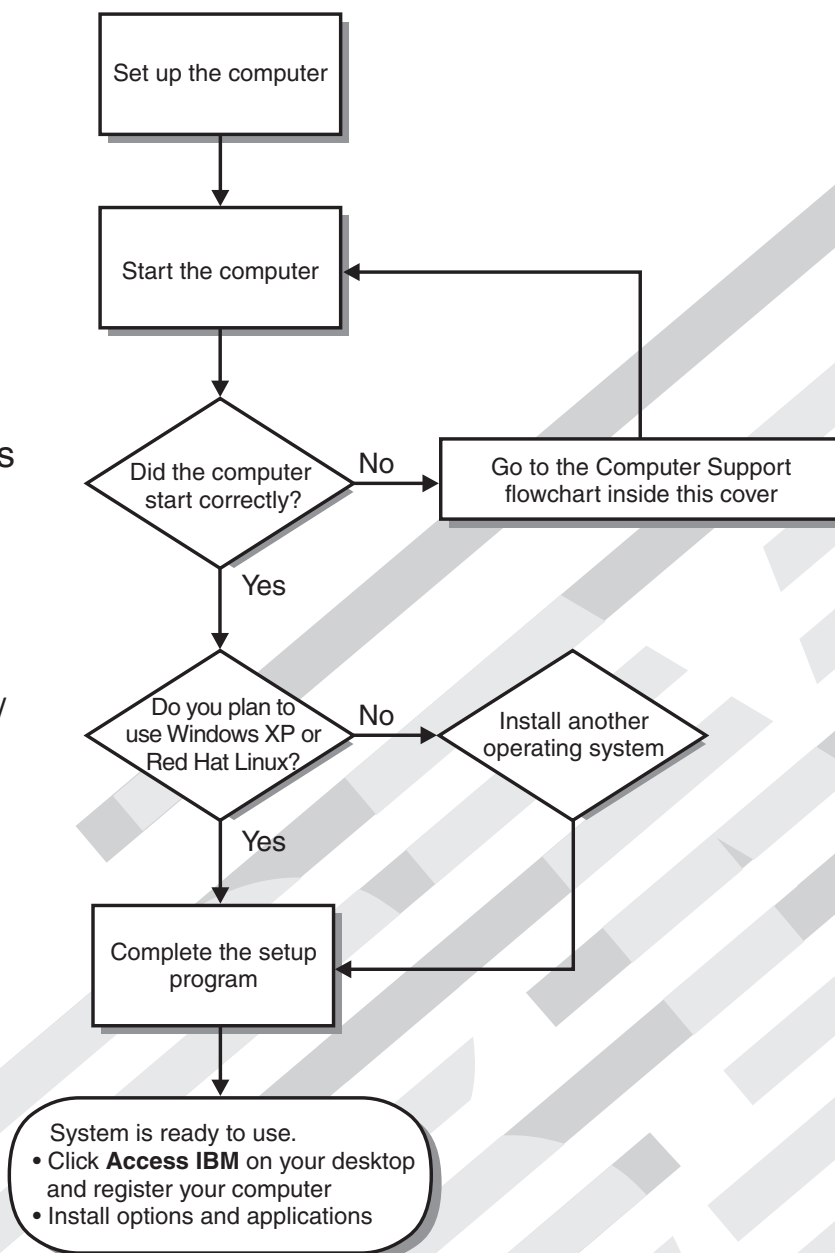 Set up the computer
Start the computer
s
Did the computer
start correctly?
No
Go to the Computer Support
flowchart inside this cover
Yes
y
Do you plan to
use Windows XP or
Red Hat Linux?
No
Install another
operating system
Yes
Complete the setup
program
System is ready to use.
• Click Access IBM on your desktop
and register your computer
• Install options and applications